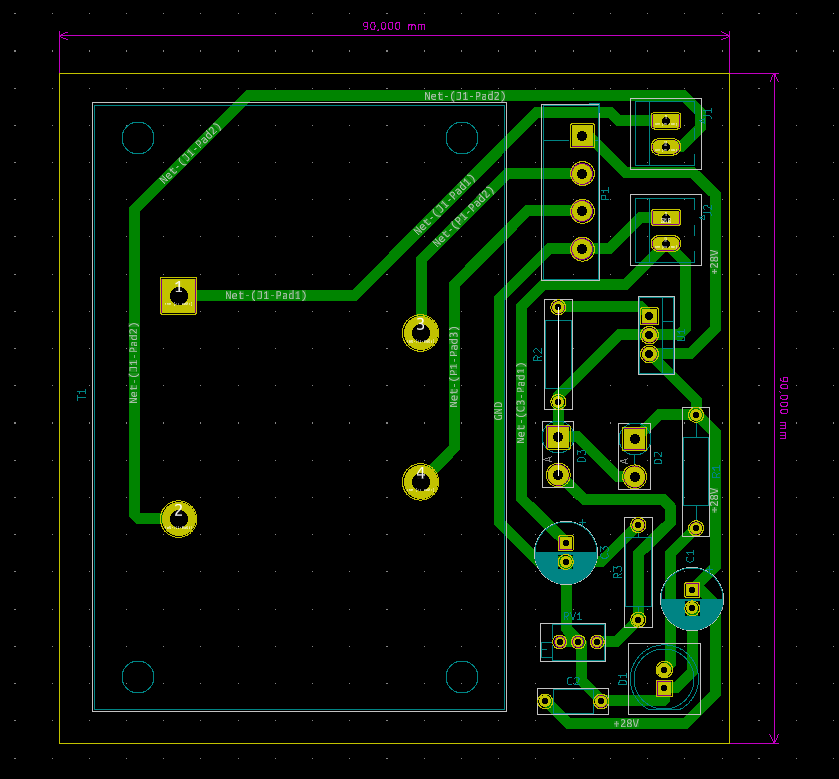 90,000 mm
Net-(J1-Pad2)
J1
Net-(J1-Pad2)
Net-(J1-Pad1)
Net-(P1-Pad2)
P1
J2
+28V
1
Net-(J1-Pad1)
3
Net-(J1-Pad2)
Net-(P1-Pad3)
R2
T1
GND
Net-(C3-Pad1)
90,000 mm
A
D3
A
D2
R1
4
+28V
2
+
C3
C1
R3
RV1
D1
C2
+28V